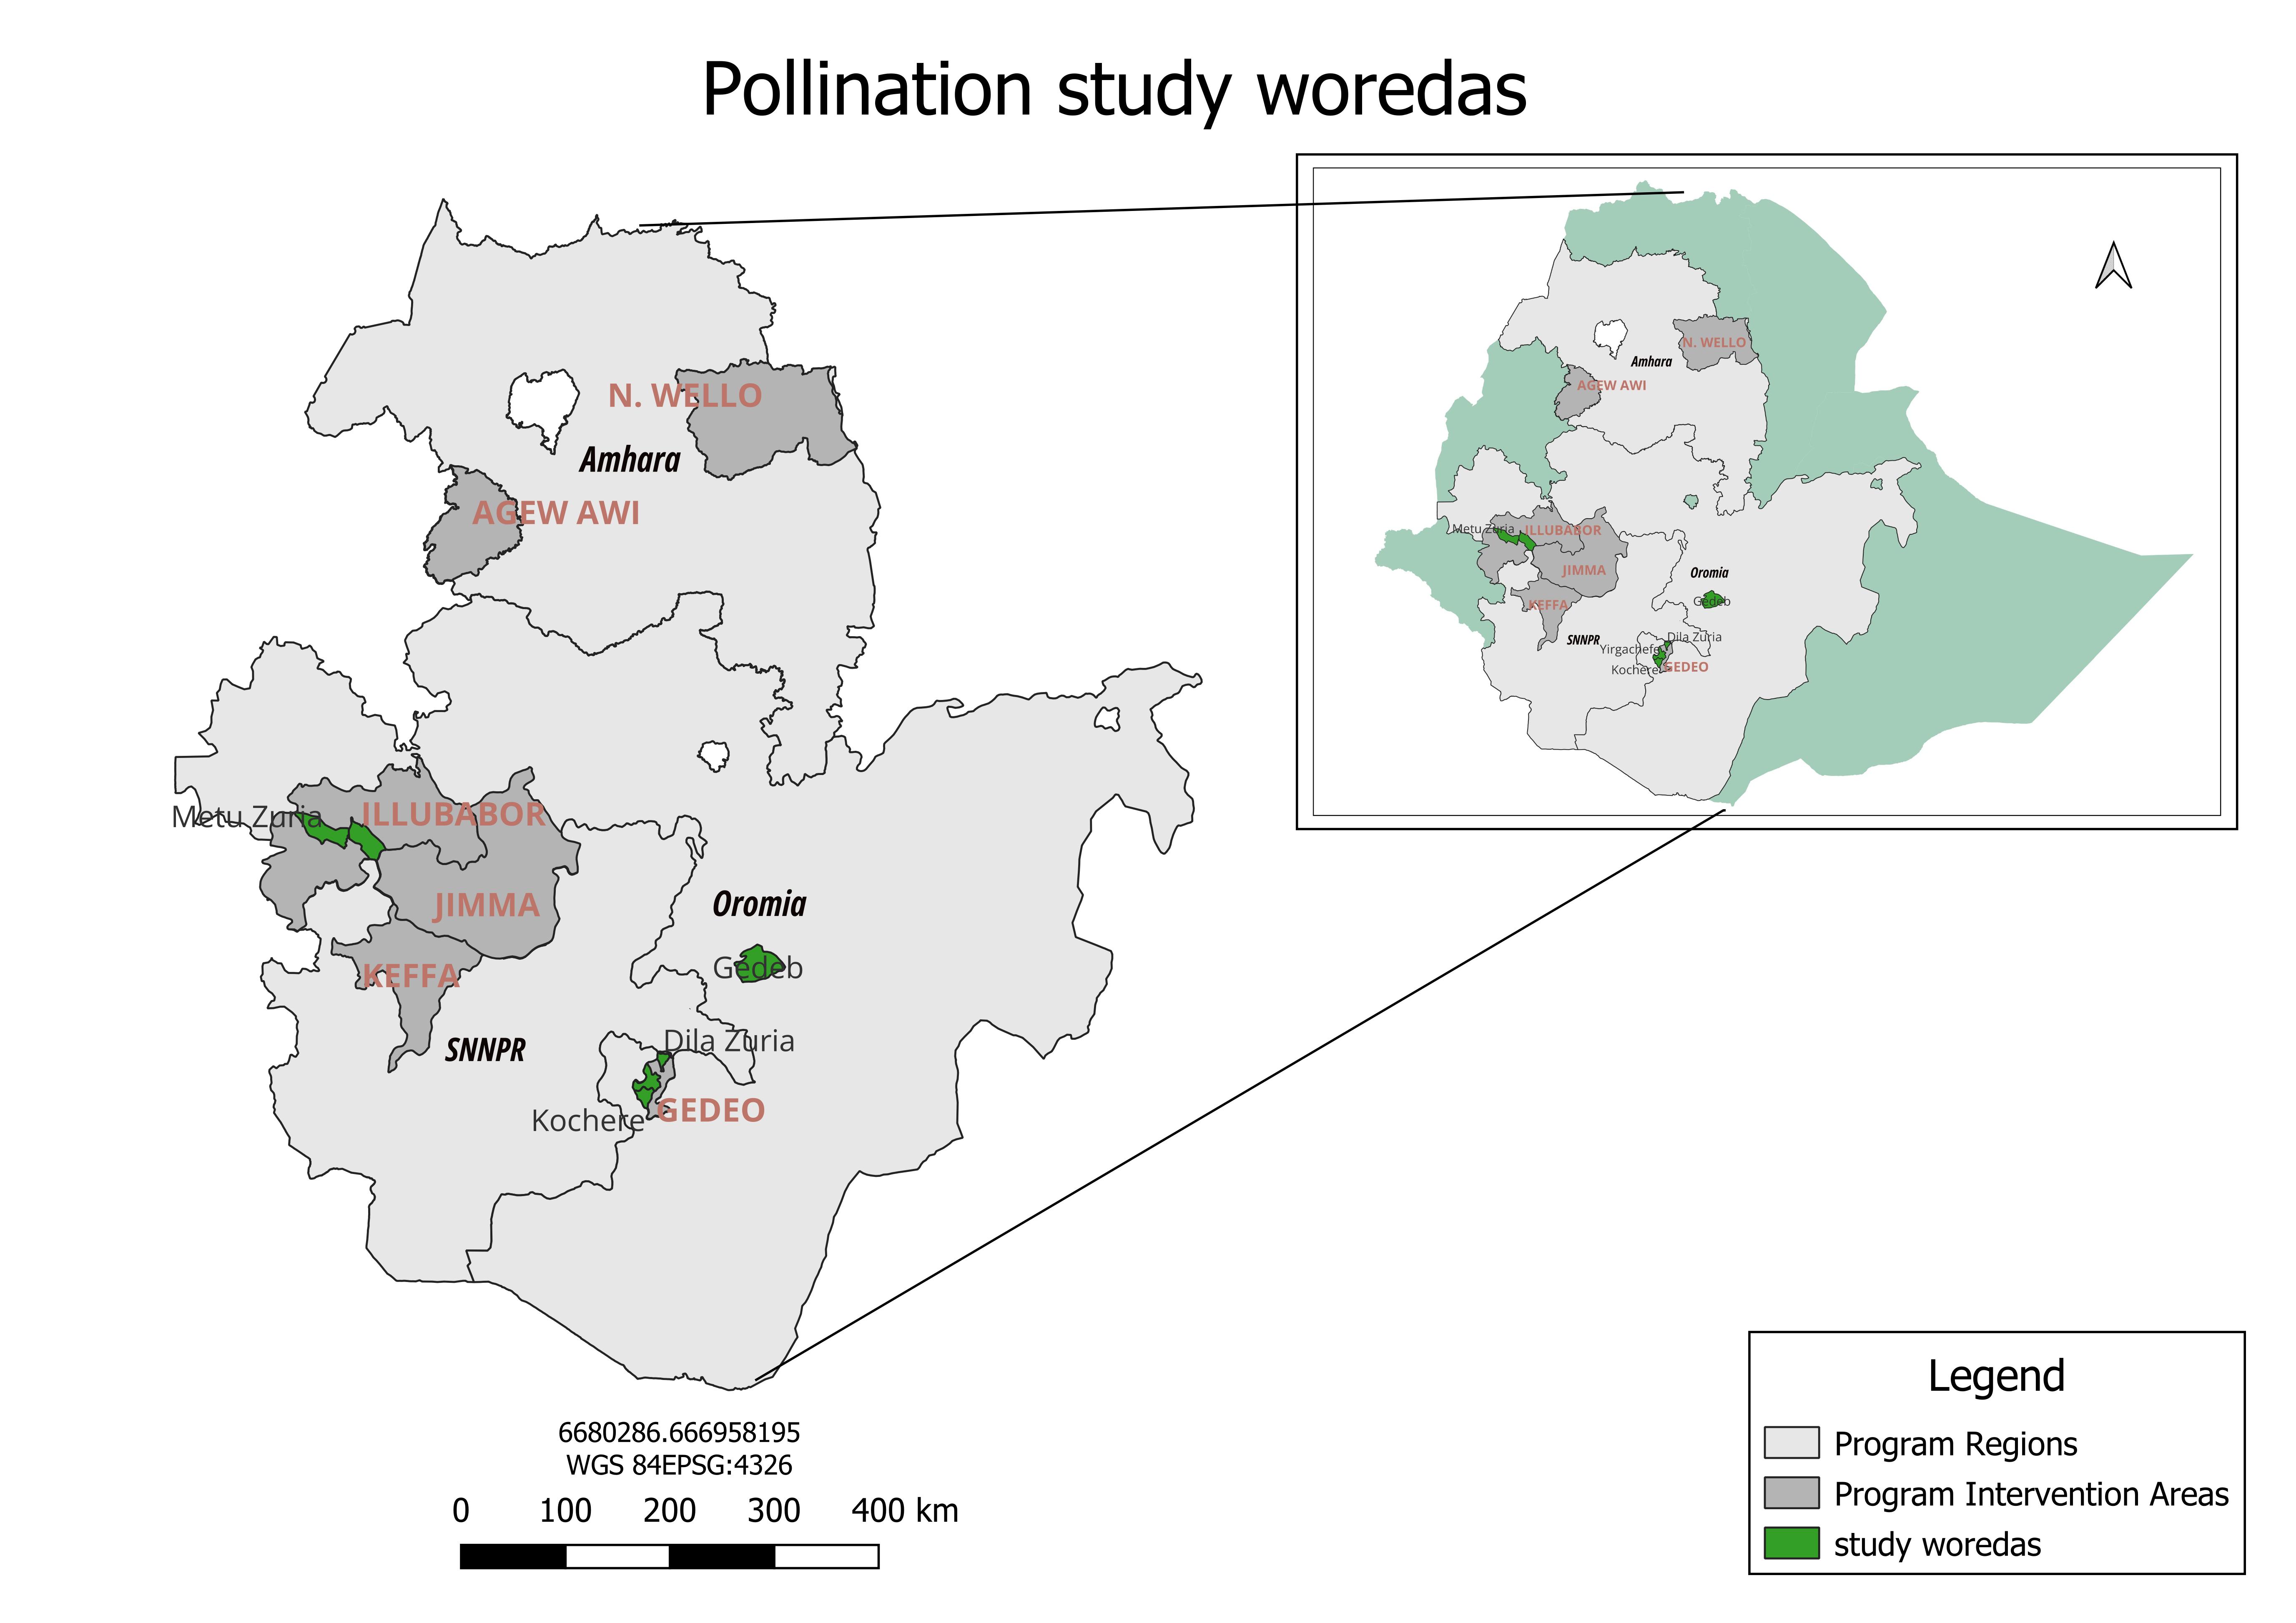 Pollination study woredas
N. WELLO
Amhara
AGEW AWI
Metu Zuria
ILLUBABOR
JIMMA
Oromia
Gedeb
KEFFA
SNNPR
Dila Zuria
Kochere
GEDEO
N. WELLO
Amhara
AGEW AWI
Metu Zuria
ILLUBABOR
JIMMA
Oromia
Gedeb
KEFFA
SNNPR
Dila Zuria
Yirgachefe
Kochere
GEDEO
6680286.666958195
WGS 84EPSG:4326
0 100 200 300 400 km
Legend
Program Regions
Program Intervention Areas
study woredas